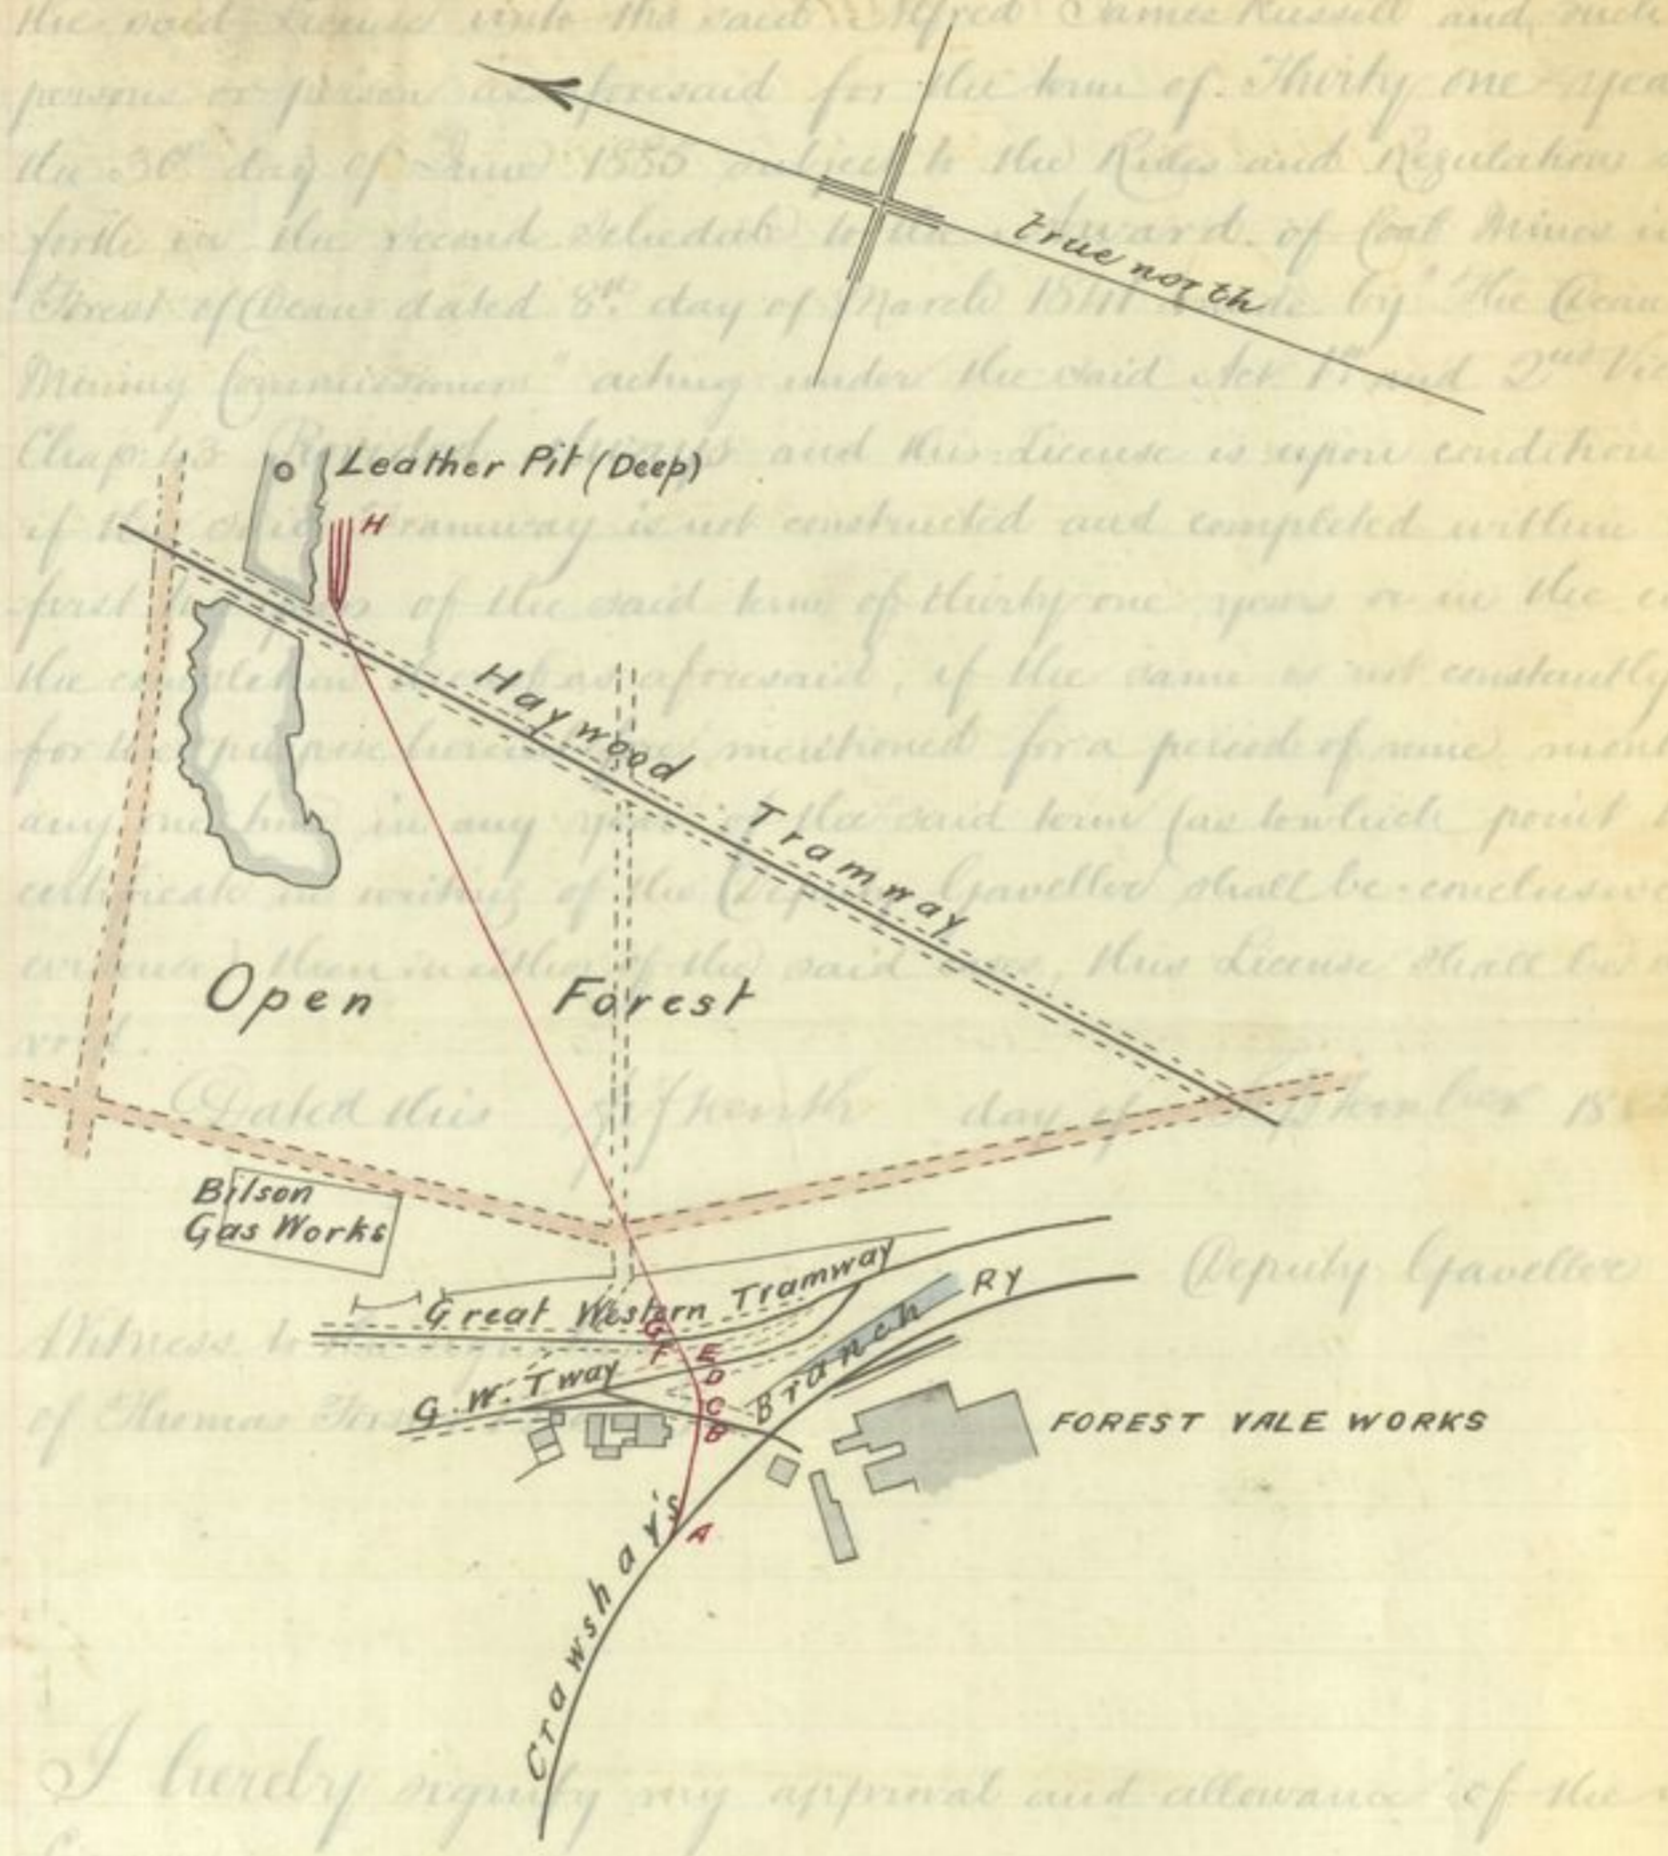 the said License unto the said Alfred James Russell and such
persons or person as aforesaid for the term of Thirty one years
the 30th day of June 1885 subject to the Rules and Regulations
forth in the second Schedule to the Award of Coal Mines in
Forest of Dean dated 8th day of March 1841 made by "The Dean
Mining Commissioners" acting under the said Act 1st and 2nd Vic
Chap: 43 Provided always and this License is upon condition
if the said Tramway is not constructed and completed within
first of the said term of thirty one years or in the
the completion thereof as aforesaid, if the same is not constantly
for the purpose mentioned for a period of nine
any one time in any year of the said term (as to which point
certificate in writing of the Deputy Gaveller shall be conclusive
evidence) then in either of the said cases, this License shall be
void.
Dated this day of 18
Deputy Gaveller
Witness to
of Thomas
I hereby signify my approval and allowance of the
true north
Leather Pit (Deep)
H
Haywood Tramway
Open Forest
Bilson
Gas Works
Great Western Tramway
G
F
E
D
C
B
A
G.W. Tway
Crawshay's Branch Ry
FOREST VALE WORKS